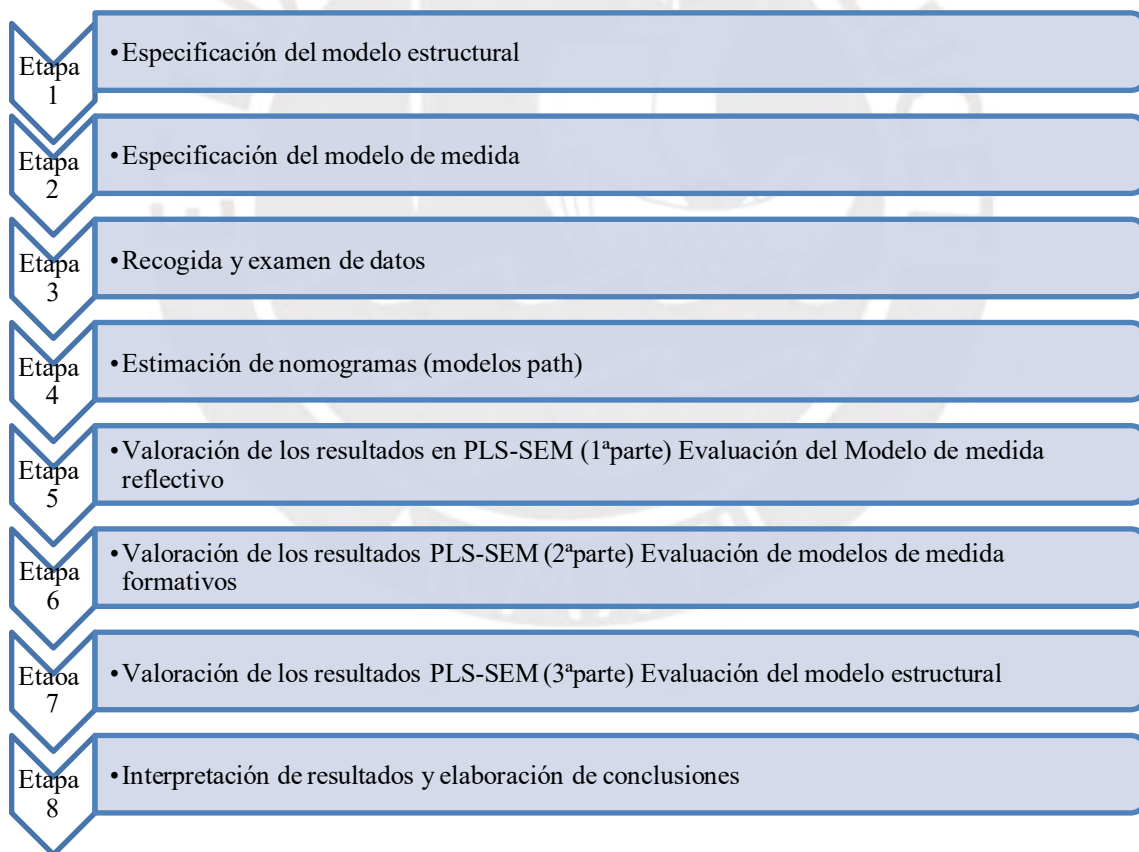 Etapa
1
•Especificación del modelo estructural
Etapa
2
•Especificación del modelo de medida
Etapa
3
•Recogida y examen de datos
Etapa
4
•Estimación de nomogramas (modelos path)
Etapa
5
•Valoración de los resultados en PLS-SEM (1ªparte) Evaluación del Modelo de medida
reflectivo
Etapa
6
•Valoración de los resultados PLS-SEM (2ªparte) Evaluación de modelos de medida
formativos
Etaoa
7
•Valoración de los resultados PLS-SEM (3ªparte) Evaluación del modelo estructural
Etapa
8
•Interpretación de resultados y elaboración de conclusiones